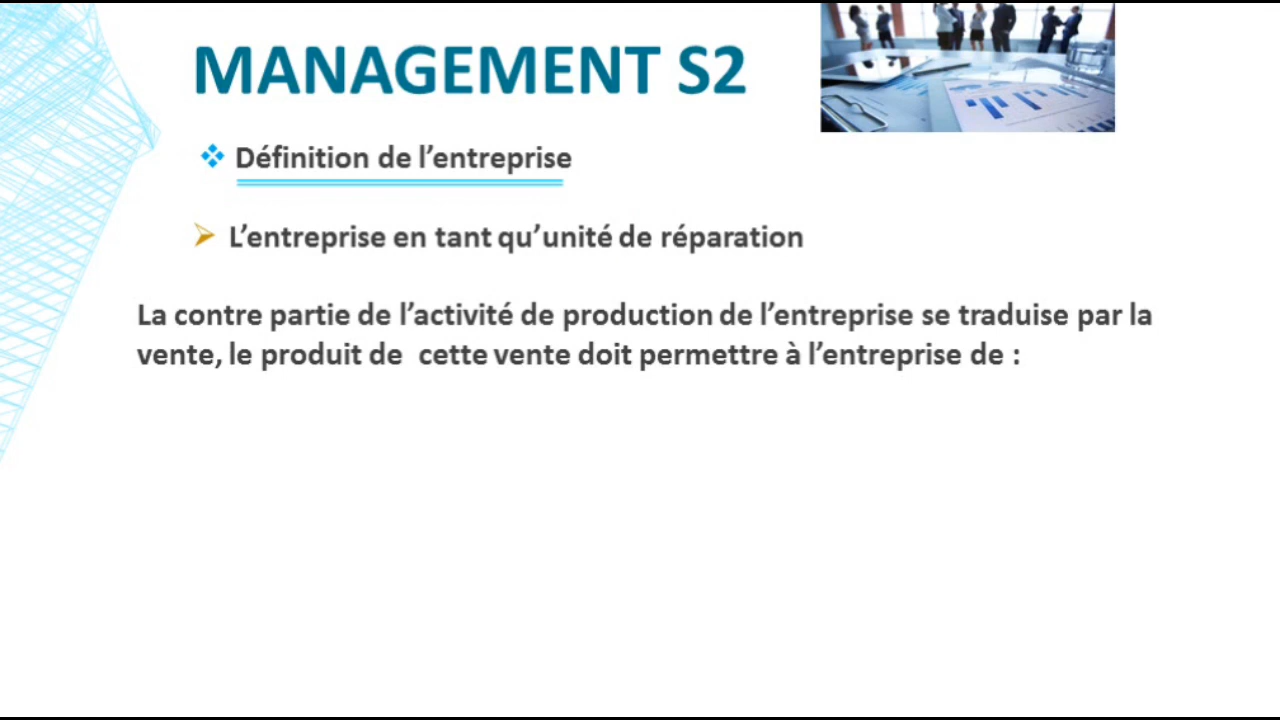 MANAGEMENT S2
Définition de l’entreprise
L’entreprise en tant qu’unité de réparation
La contre partie de l’activité de production de l’entreprise se traduise par la
vente, le produit de cette vente doit permettre à l’entreprise de :